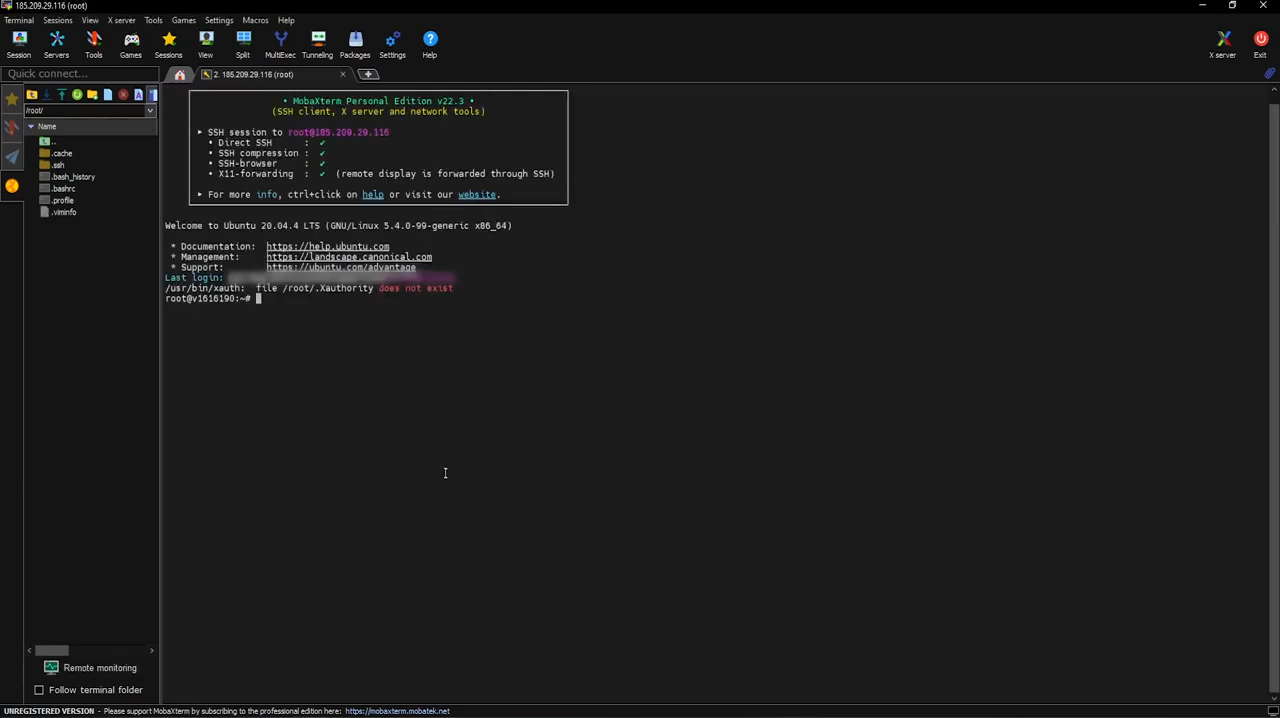 185.209.29.116 (root)
Terminal Sessions View X server Tools Games Settings Macros Help
Session Servers Tools Games Sessions View Split MultiExec Tunneling Packages Settings Help X server Exit
Quick connect...
2. 185.209.29.116 (root)
/root/
Name
..
.cache
.ssh
.bash_history
.bashrc
.profile
.viminfo
• MobaXterm Personal Edition v22.3 •
(SSH client, X server and network tools)
► SSH session to root@185.209.29.116
• Direct SSH : ✓
• SSH compression : ✓
• SSH-browser : ✓
• X11-forwarding : ✓ (remote display is forwarded through SSH)
► For more info, ctrl+click on help or visit our website.
Welcome to Ubuntu 20.04.4 LTS (GNU/Linux 5.4.0-99-generic x86_64)
* Documentation: https://help.ubuntu.com
* Management: https://landscape.canonical.com
* Support: https://ubuntu.com/advantage
Last login:
/usr/bin/xauth: file /root/.Xauthority does not exist
root@v1616190:~#
Remote monitoring
Follow terminal folder
UNREGISTERED VERSION - Please support MobaXterm by subscribing to the professional edition here: https://mobaxterm.mobatek.net